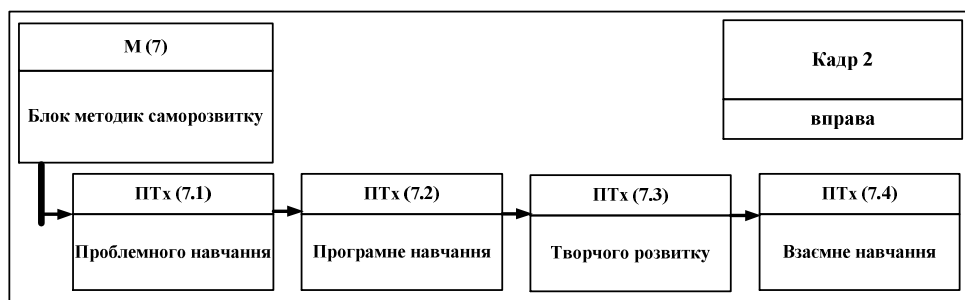 М (7)
Блок методик саморозвитку
Кадр 2
вправа
ПТх (7.1)
Проблемного навчання
ПТх (7.2)
Програмне навчання
ПТх (7.3)
Творчого розвитку
ПТх (7.4)
Взаємне навчання